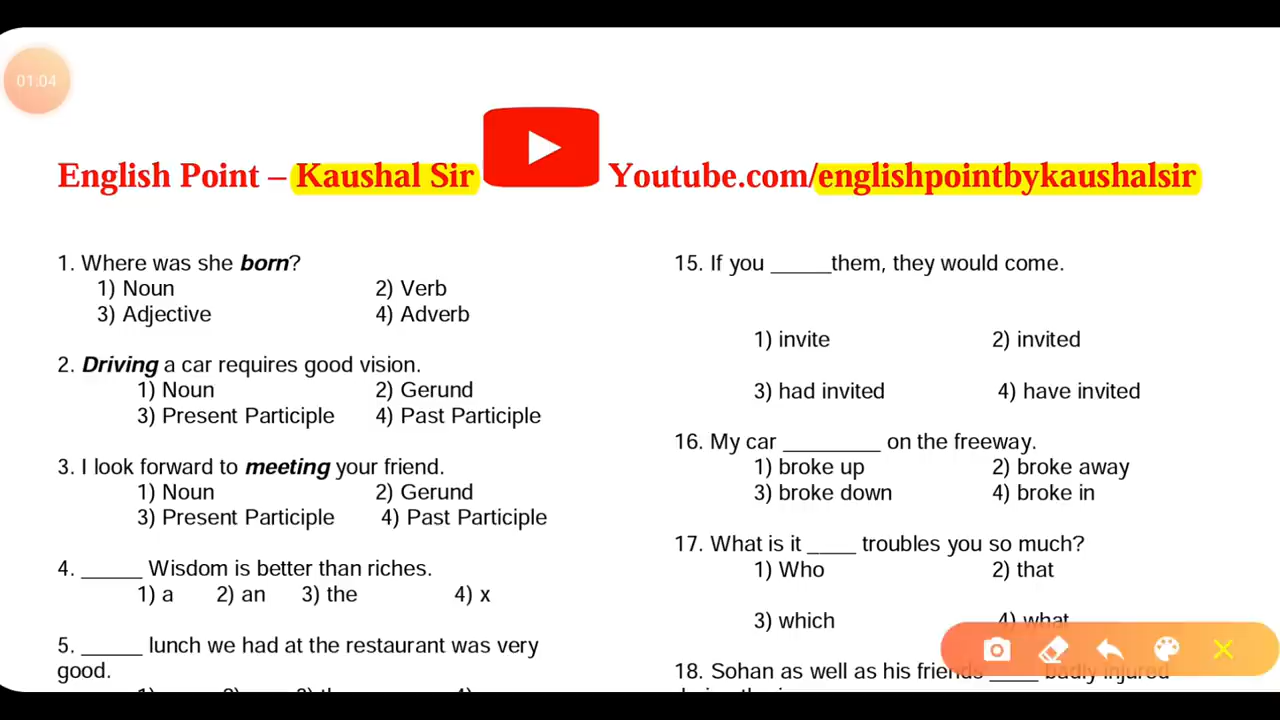 01:04
English Point – Kaushal Sir Youtube.com/englishpointbykaushalsir
1. Where was she born?
1) Noun 2) Verb
3) Adjective 4) Adverb
2. Driving a car requires good vision.
1) Noun 2) Gerund
3) Present Participle 4) Past Participle
3. I look forward to meeting your friend.
1) Noun 2) Gerund
3) Present Participle 4) Past Participle
4. _____ Wisdom is better than riches.
1) a 2) an 3) the 4) x
5. _____ lunch we had at the restaurant was very
good.
15. If you _____them, they would come.
1) invite 2) invited
3) had invited 4) have invited
16. My car ________ on the freeway.
1) broke up 2) broke away
3) broke down 4) broke in
17. What is it ____ troubles you so much?
1) Who 2) that
3) which 4) what
18. Sohan as well as his friends ____ badly injured